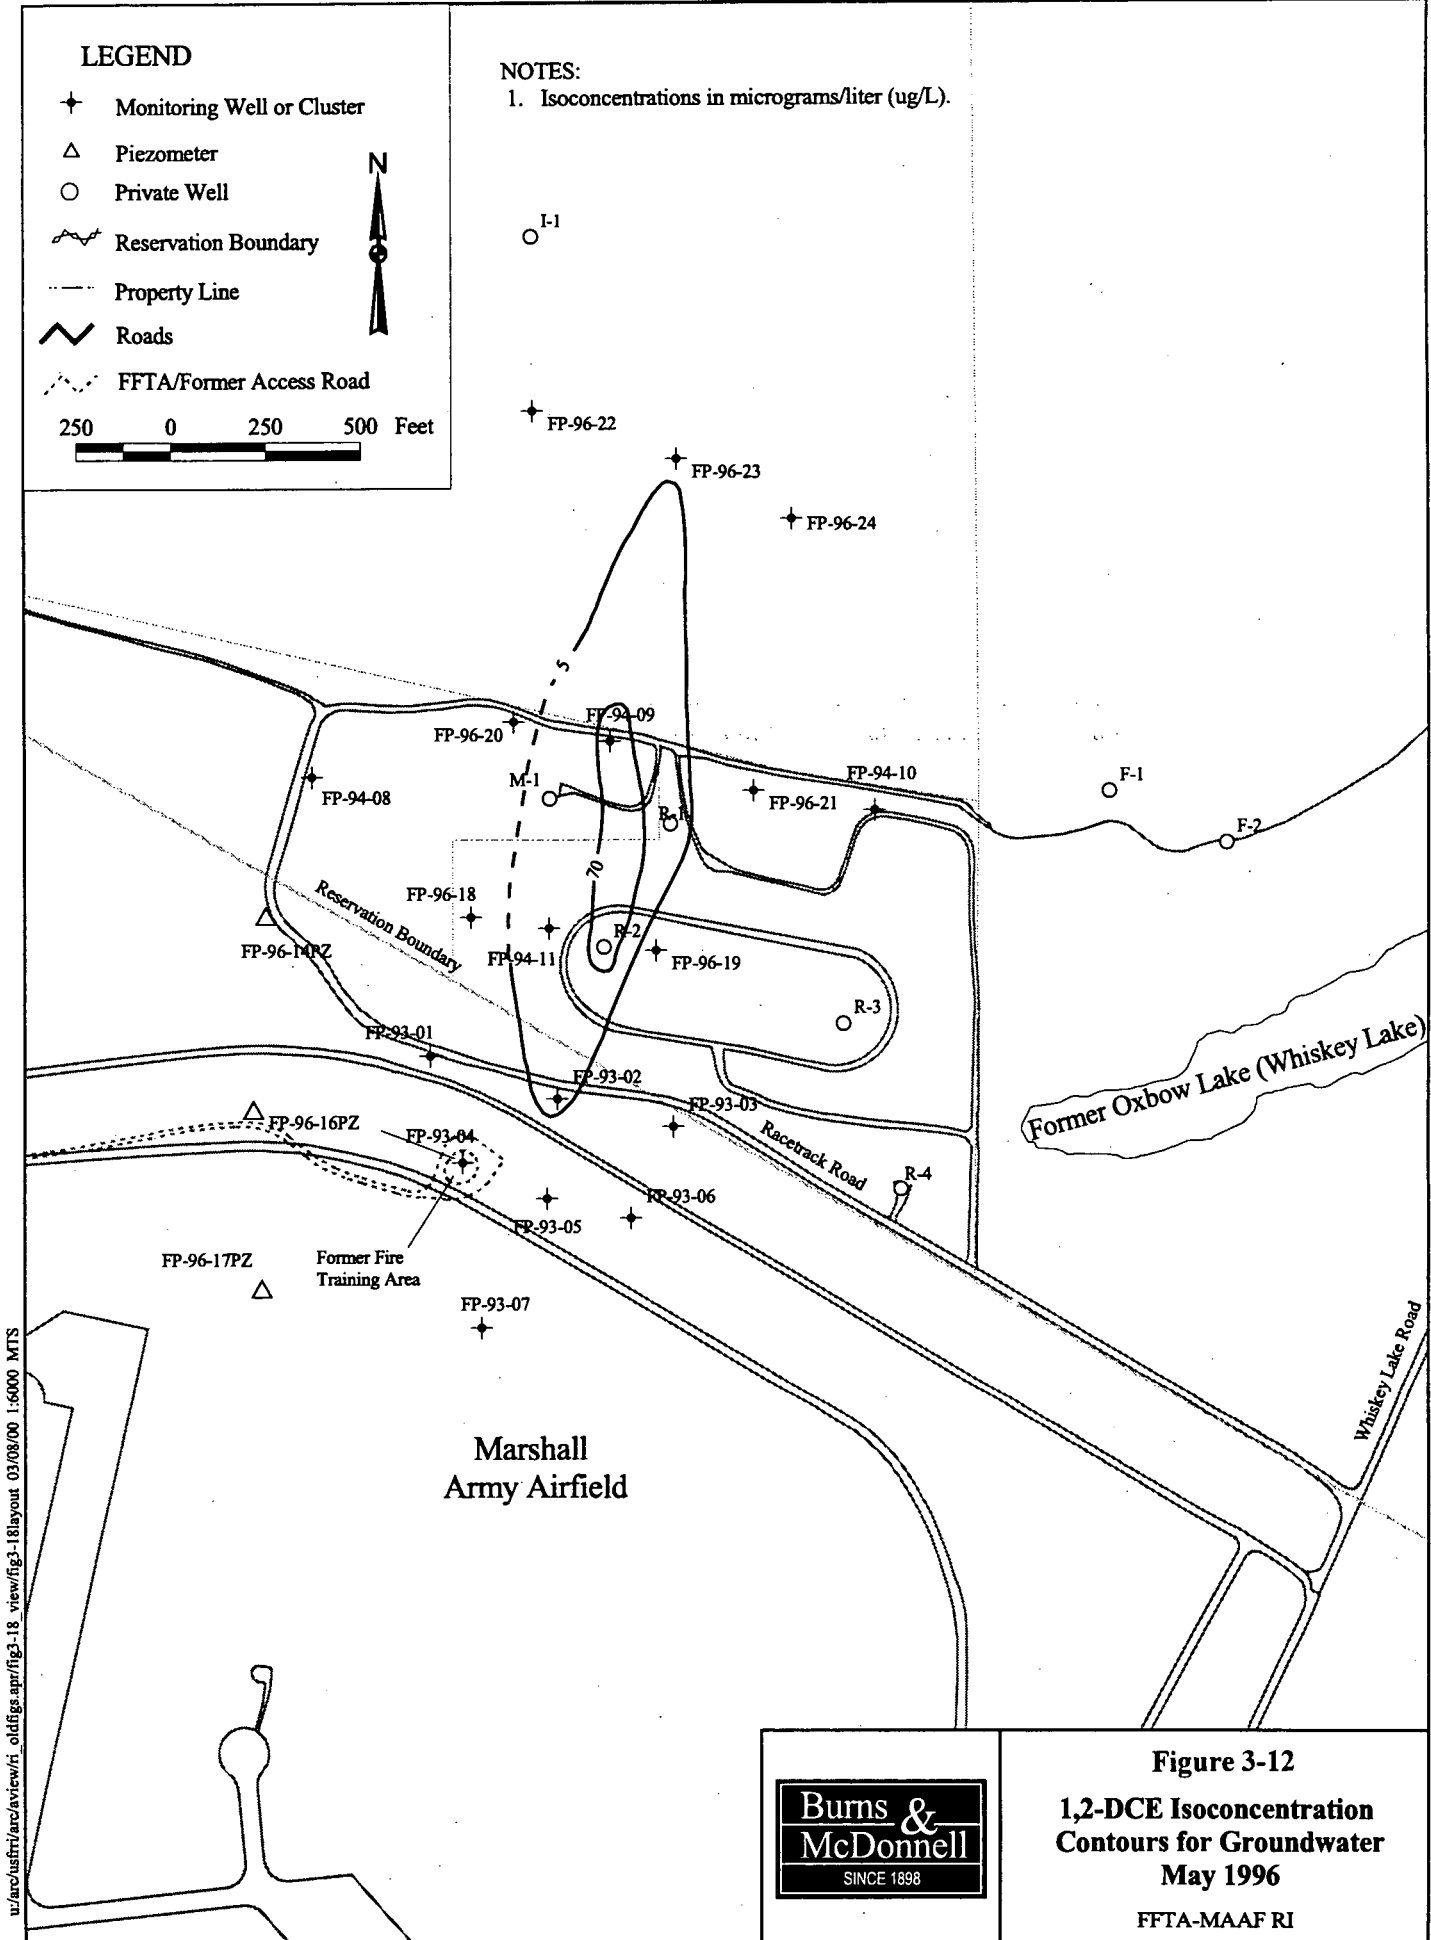 LEGEND
Monitoring Well or Cluster
Piezometer
Private Well
Reservation Boundary
Property Line
Roads
FFTA/Former Access Road
N
250 0 250 500 Feet
NOTES:
1. Isoconcentrations in micrograms/liter (ug/L).
I-1
FP-96-22
FP-96-23
FP-96-24
5
FP-94-09
FP-96-20
FP-94-08
M-1
R-1
FP-96-21
FP-94-10
F-1
F-2
70
FP-96-18
Reservation Boundary
FP-96-14PZ
FP-94-11
R-2
FP-96-19
R-3
FP-93-01
FP-93-02
FP-93-03
Former Oxbow Lake (Whiskey Lake)
FP-96-16PZ
FP-93-04
Racetrack Road
R-4
FP-93-05
FP-93-06
FP-96-17PZ
Former Fire
Training Area
FP-93-07
Whiskey Lake Road
Marshall
Army Airfield
u:/arc/usfrri/arc/aview/ri_oldfigs.apr/fig3-18_view/fig3-18layout 03/08/00 1:6000 MTS
Burns &
McDonnell
SINCE 1898
Figure 3-12
1,2-DCE Isoconcentration
Contours for Groundwater
May 1996
FFTA-MAAF RI